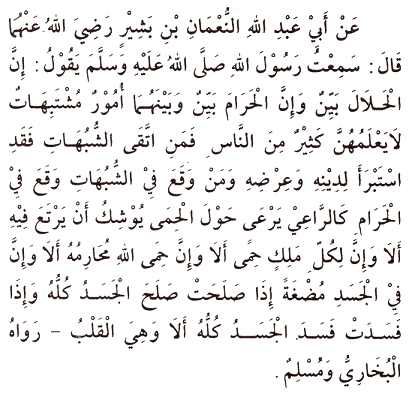 عَنْ أَبِيْ عَبْدِ اللهِ النُّعْمَانِ بْنِ بَشِيْرٍ رَضِيَ اللهُ عَنْهُمَا
قَالَ : سَمِعْتُ رَسُوْلَ اللهِ صَلَّى اللهُ عَلَيْهِ وَسَلَّمَ يَقُوْلُ : إِنَّ
الْحَلَالَ بَيِّنٌ وَإِنَّ الْحَرَامَ بَيِّنٌ وَبَيْنَهُمَا أُمُوْرٌ مُشْتَبِهَاتٌ
لَايَعْلَمُهُنَّ كَثِيْرٌ مِنَ النَّاسِ فَمَنِ اتَّقَى الشُّبُهَاتِ فَقَدِ
اسْتَبْرَأَ لِدِيْنِهِ وَعِرْضِهِ وَمَنْ وَقَعَ فِيْ الشُّبُهَاتِ وَقَعَ فِيْ
الْحَرَامِ كَالرَّاعِيْ يَرْعَى حَوْلَ الْحِمَى يُوْشِكُ أَنْ يَرْتَعَ فِيْهِ
أَلَا وَإِنَّ لِكُلِّ مَلِكٍ حِمًى أَلَا وَإِنَّ حِمَى اللهِ مَحَارِمُهُ أَلَا وَإِنَّ
فِيْ الْجَسَدِ مُضْغَةً إِذَا صَلَحَتْ صَلَحَ الْجَسَدُ كُلُّهُ وَإِذَا
فَسَدَتْ فَسَدَ الْجَسَدُ كُلُّهُ أَلَا وَهِيَ الْقَلْبُ – رَوَاهُ
الْبُخَارِيُّ وَمُسْلِمٌ .